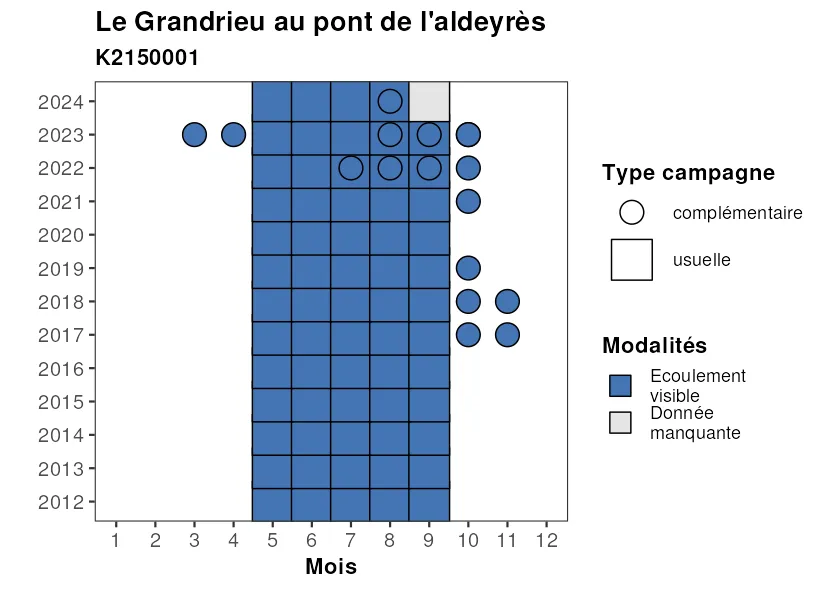 Le Grandrieu au pont de l'aldeyrès
K2150001
2024
2023
2022
2021
2020
2019
2018
2017
2016
2015
2014
2013
2012
1 2 3 4 5 6 7 8 9 10 11 12
Mois
Type campagne
complémentaire
usuelle
Modalités
Ecoulement
visible
Donnée
manquante